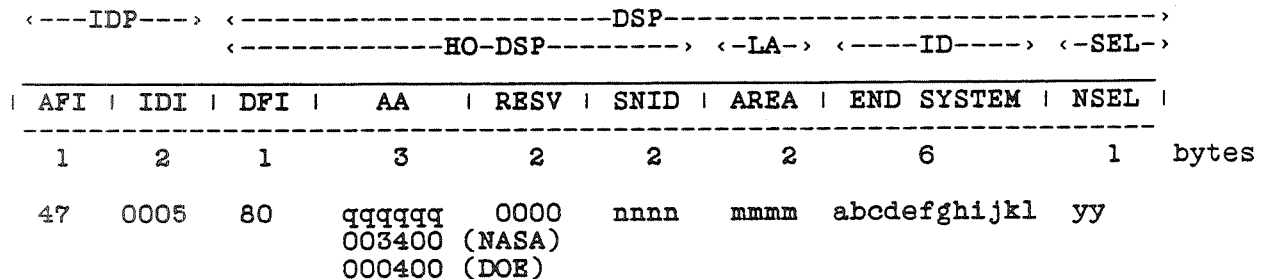 <---IDP---> <---------------------DSP---------------------------->
<-----------HO-DSP--------> <-LA-> <----ID----> <-SEL->
| AFI | IDI | DFI | AA | RESV | SNID | AREA | END SYSTEM | NSEL |
1 2 1 3 2 2 2 6 1 bytes
47 0005 80 qqqqqq 0000 nnnn mmmm abcdefghijkl yy
003400 (NASA)
000400 (DOE)